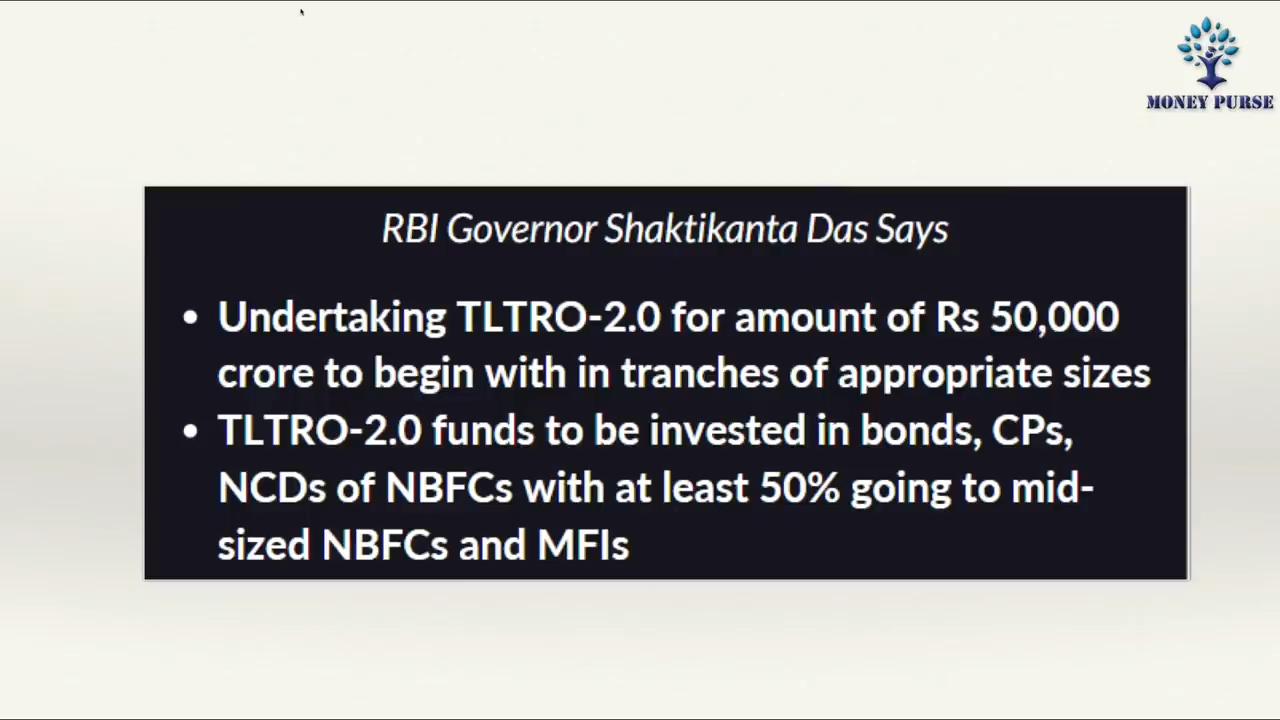 MONEY PURSE
RBI Governor Shaktikanta Das Says
• Undertaking TLTRO-2.0 for amount of Rs 50,000
crore to begin with in tranches of appropriate sizes
• TLTRO-2.0 funds to be invested in bonds, CPs,
NCDs of NBFCs with at least 50% going to mid-
sized NBFCs and MFIs